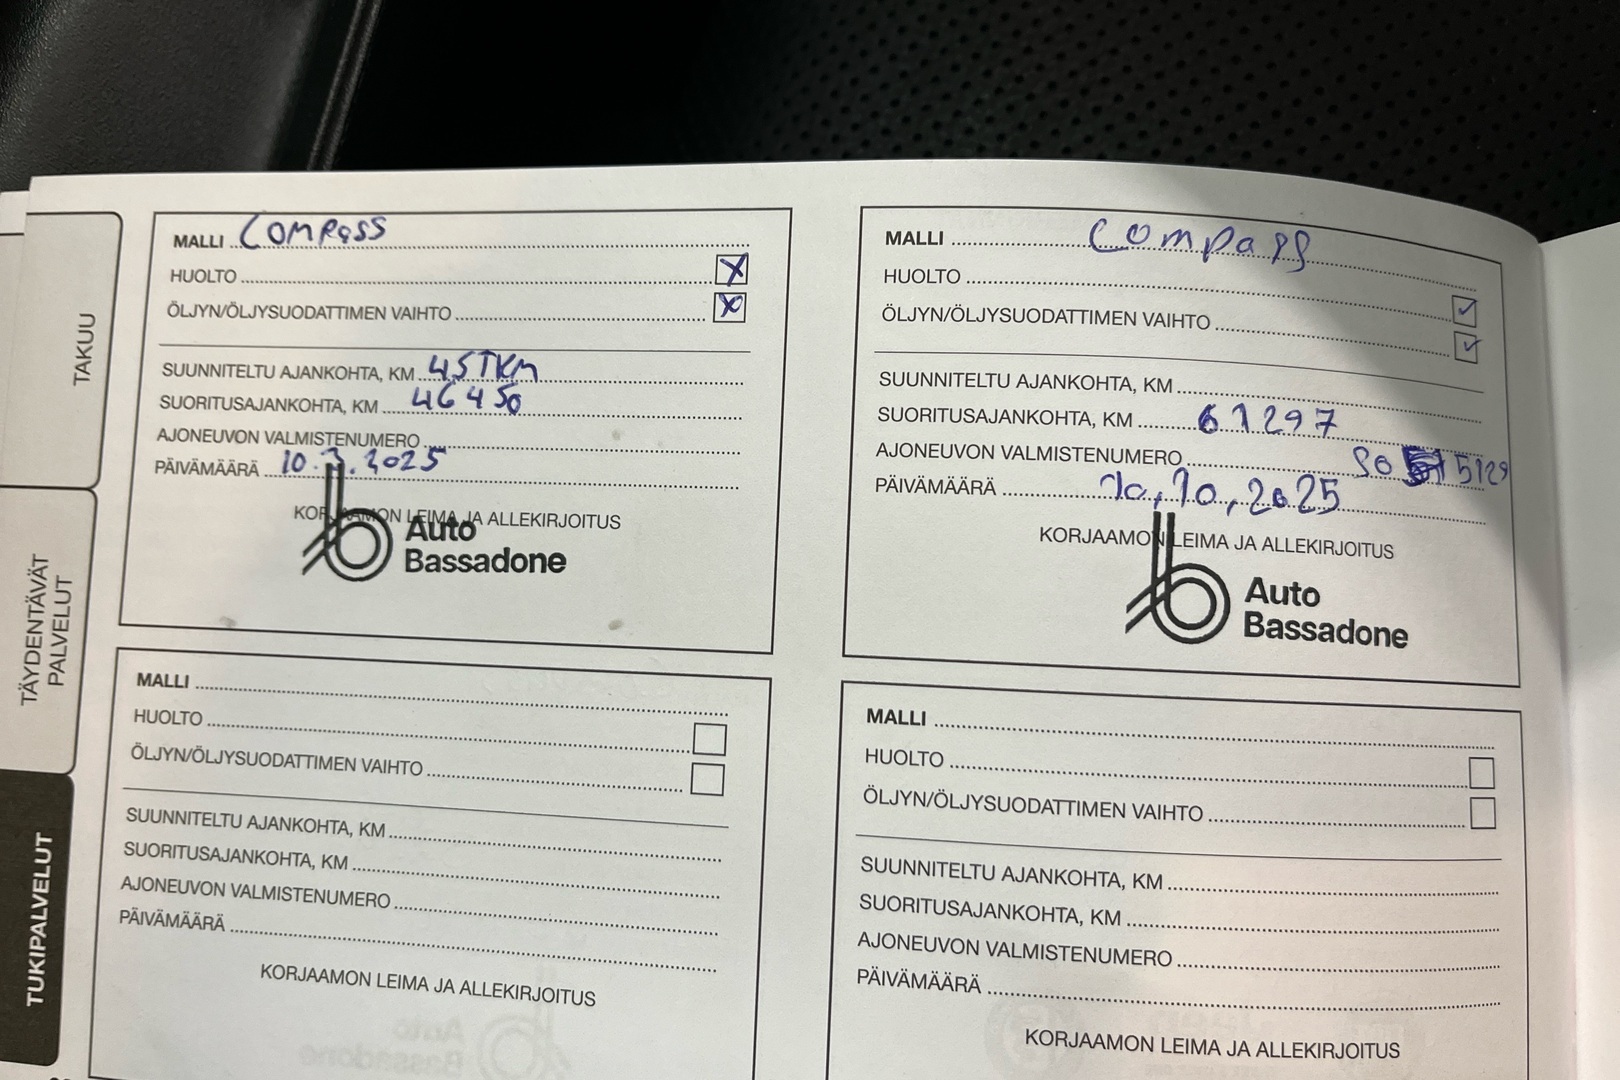 TAKUU
TÄYDENTÄVÄT
PALVELUT
TUKIPALVELUT
MALLI Compass
HUOLTO X
ÖLJYN/ÖLJYSUODATTIMEN VAIHTO X
SUUNNITELTU AJANKOHTA, KM 45TKM
SUORITUSAJANKOHTA, KM 46450
AJONEUVON VALMISTENUMERO
PÄIVÄMÄÄRÄ 10.3.2025
KORJAAMON LEIMA JA ALLEKIRJOITUS
Auto
Bassadone
MALLI Compass
HUOLTO ✓
ÖLJYN/ÖLJYSUODATTIMEN VAIHTO ✓
SUUNNITELTU AJANKOHTA, KM
SUORITUSAJANKOHTA, KM 61297
AJONEUVON VALMISTENUMERO
PÄIVÄMÄÄRÄ 10,10,2025
KORJAAMON LEIMA JA ALLEKIRJOITUS
Auto
Bassadone
MALLI
HUOLTO
ÖLJYN/ÖLJYSUODATTIMEN VAIHTO
SUUNNITELTU AJANKOHTA, KM
SUORITUSAJANKOHTA, KM
AJONEUVON VALMISTENUMERO
PÄIVÄMÄÄRÄ
KORJAAMON LEIMA JA ALLEKIRJOITUS
MALLI
HUOLTO
ÖLJYN/ÖLJYSUODATTIMEN VAIHTO
SUUNNITELTU AJANKOHTA, KM
SUORITUSAJANKOHTA, KM
AJONEUVON VALMISTENUMERO
PÄIVÄMÄÄRÄ
KORJAAMON LEIMA JA ALLEKIRJOITUS